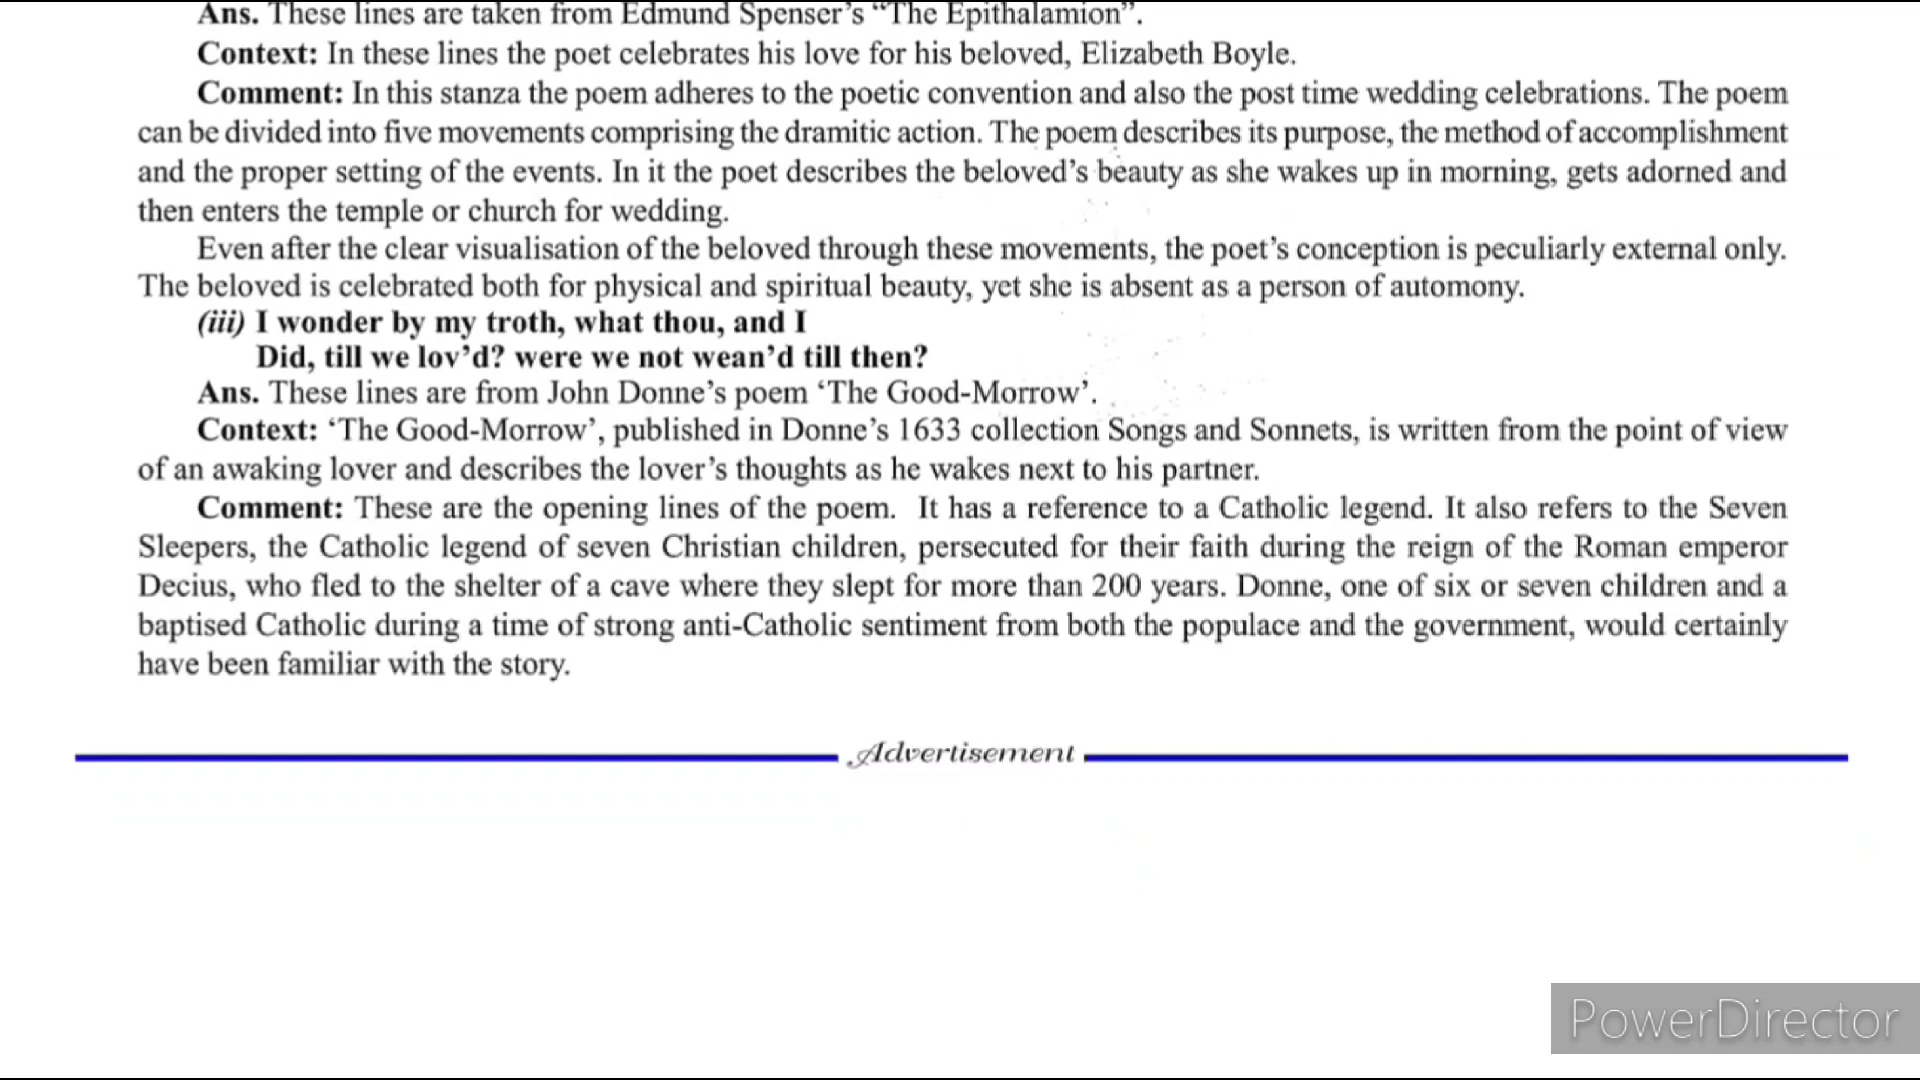 Ans. These lines are taken from Edmund Spenser's "The Epithalamion".
Context: In these lines the poet celebrates his love for his beloved, Elizabeth Boyle.
Comment: In this stanza the poem adheres to the poetic convention and also the post time wedding celebrations. The poem
can be divided into five movements comprising the dramitic action. The poem describes its purpose, the method of accomplishment
and the proper setting of the events. In it the poet describes the beloved's beauty as she wakes up in morning, gets adorned and
then enters the temple or church for wedding.
Even after the clear visualisation of the beloved through these movements, the poet's conception is peculiarly external only.
The beloved is celebrated both for physical and spiritual beauty, yet she is absent as a person of automony.
(iii) I wonder by my troth, what thou, and I
Did, till we lov'd? were we not wean'd till then?
Ans. These lines are from John Donne's poem 'The Good-Morrow'.
Context: 'The Good-Morrow', published in Donne's 1633 collection Songs and Sonnets, is written from the point of view
of an awaking lover and describes the lover's thoughts as he wakes next to his partner.
Comment: These are the opening lines of the poem. It has a reference to a Catholic legend. It also refers to the Seven
Sleepers, the Catholic legend of seven Christian children, persecuted for their faith during the reign of the Roman emperor
Decius, who fled to the shelter of a cave where they slept for more than 200 years. Donne, one of six or seven children and a
baptised Catholic during a time of strong anti-Catholic sentiment from both the populace and the government, would certainly
have been familiar with the story.
Advertisement
PowerDirector